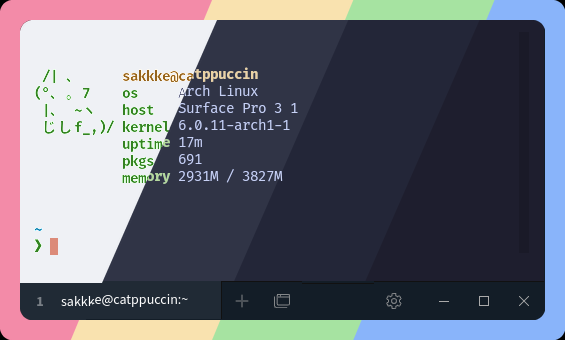 sakkke@catppuccin
os Arch Linux
host Surface Pro 3 1
kernel 6.0.11-arch1-1
uptime 17m
pkgs 691
memory 2931M / 3827M
/| 、
(°、 。7
|、 ~ヽ
じしf_,)/
~
❯
1 sakkke@catppuccin:~